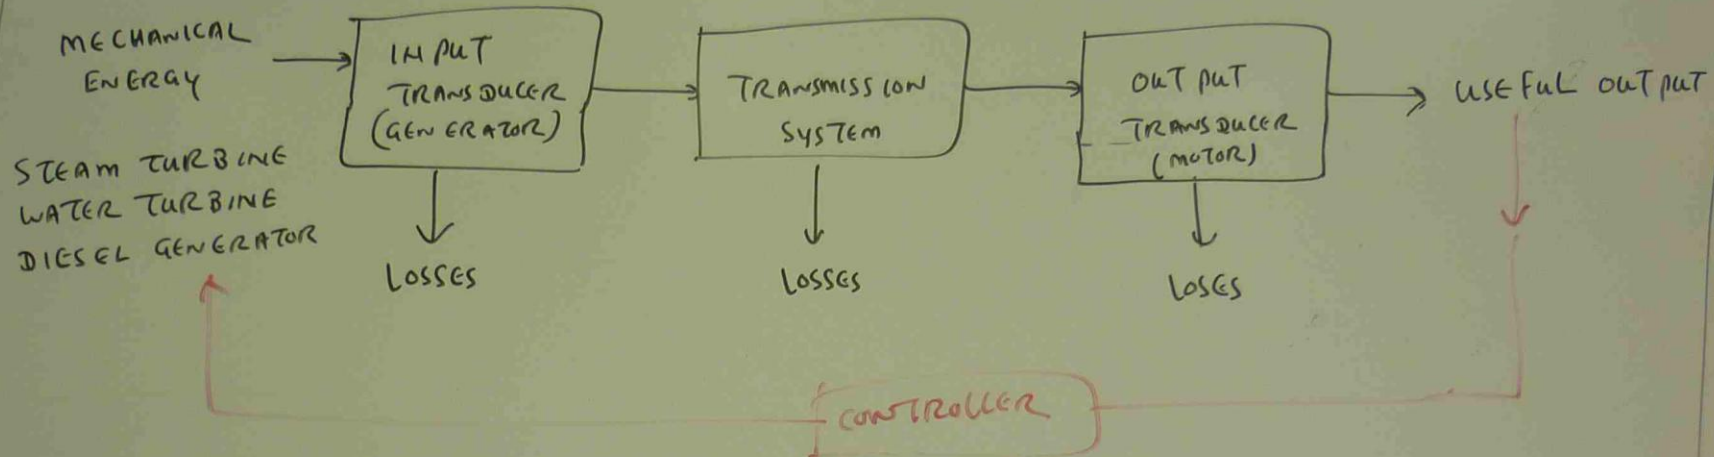 MECHANICAL
ENERGY
STEAM TURBINE
WATER TURBINE
DIESEL GENERATOR
INPUT
TRANSDUCER
(GENERATOR)
LOSSES
TRANSMISSION
SYSTEM
LOSSES
OUTPUT
TRANSDUCER
(MOTOR)
LOSES
USEFUL OUTPUT
CONTROLLER